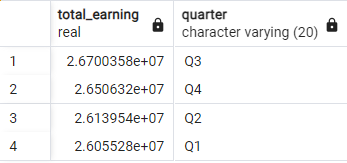 total_earning quarter
real character varying (20)
1 2.6700358e+07 Q3
2 2.650632e+07 Q4
3 2.613954e+07 Q2
4 2.605528e+07 Q1